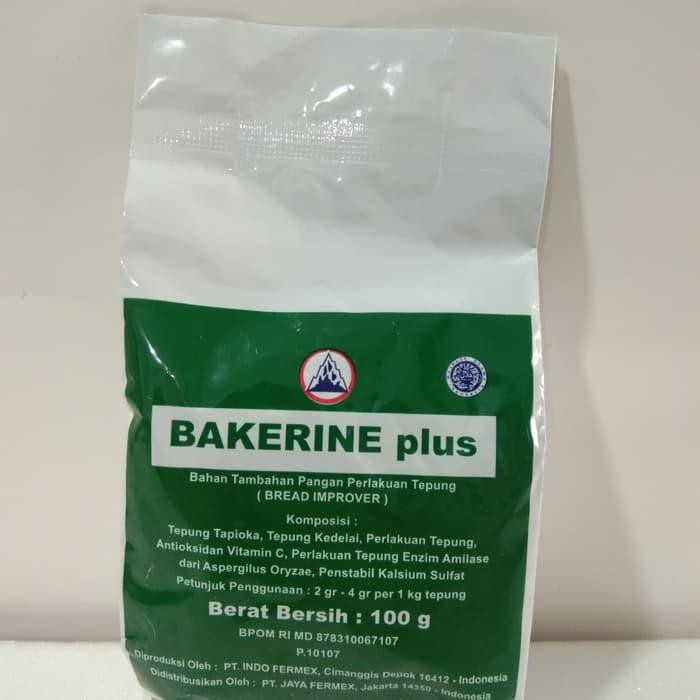 BAKERINE plus
Bahan Tambahan Pangan Perlakuan Tepung
( BREAD IMPROVER )
Komposisi :
Tepung Tapioka, Tepung Kedelai, Perlakuan Tepung,
Antioksidan Vitamin C, Perlakuan Tepung Enzim Amilase
dari Aspergilus Oryzae, Penstabil Kalsium Sulfat
Petunjuk Penggunaan : 2 gr - 4 gr per 1 kg tepung
Berat Bersih : 100 g
BPOM RI MD 878310067107
P.10107
Diproduksi Oleh : PT. INDO FERMEX, Cimanggis Depok 16412 - Indonesia
Didistribusikan Oleh : PT. JAYA FERMEX, Jakarta 14350 - Indonesia